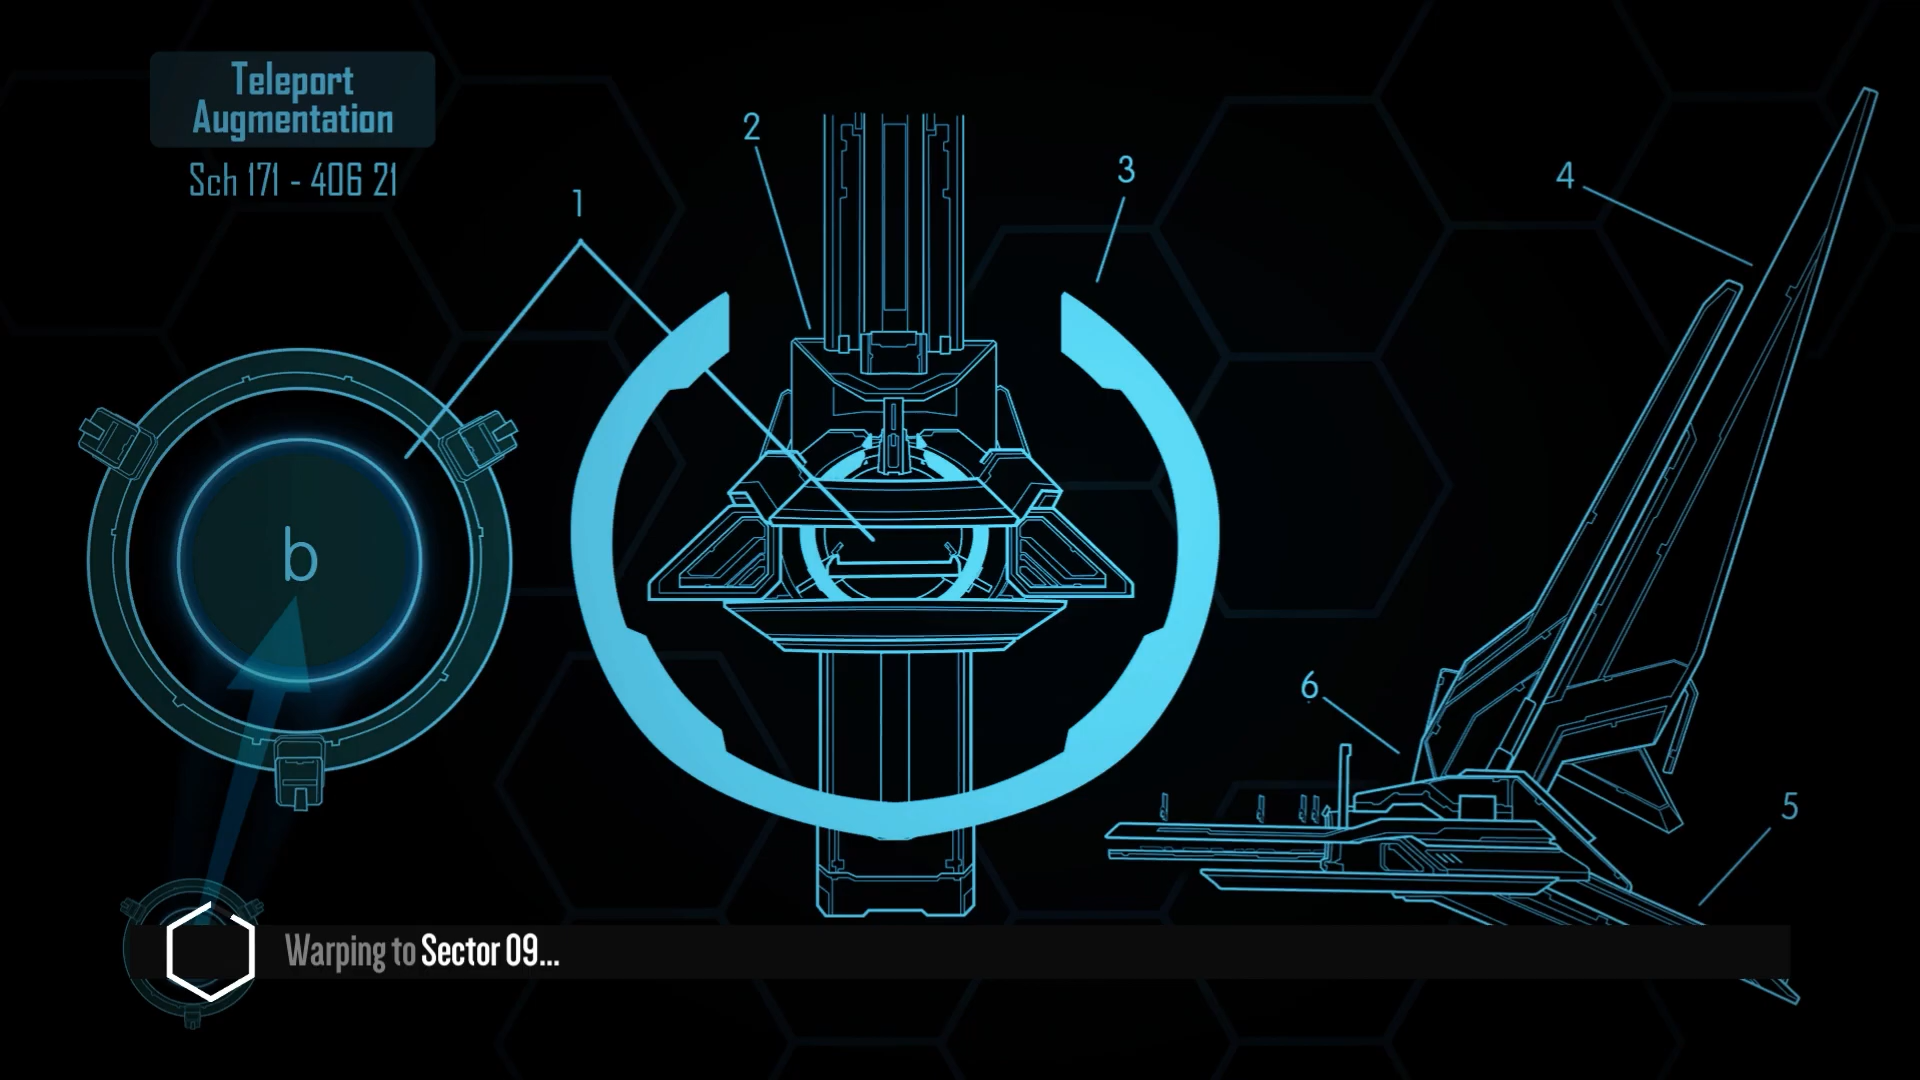 Teleport
Augmentation
Sch 171 - 406 21
1
2
3
4
b
6
5
Warping to Sector 09...